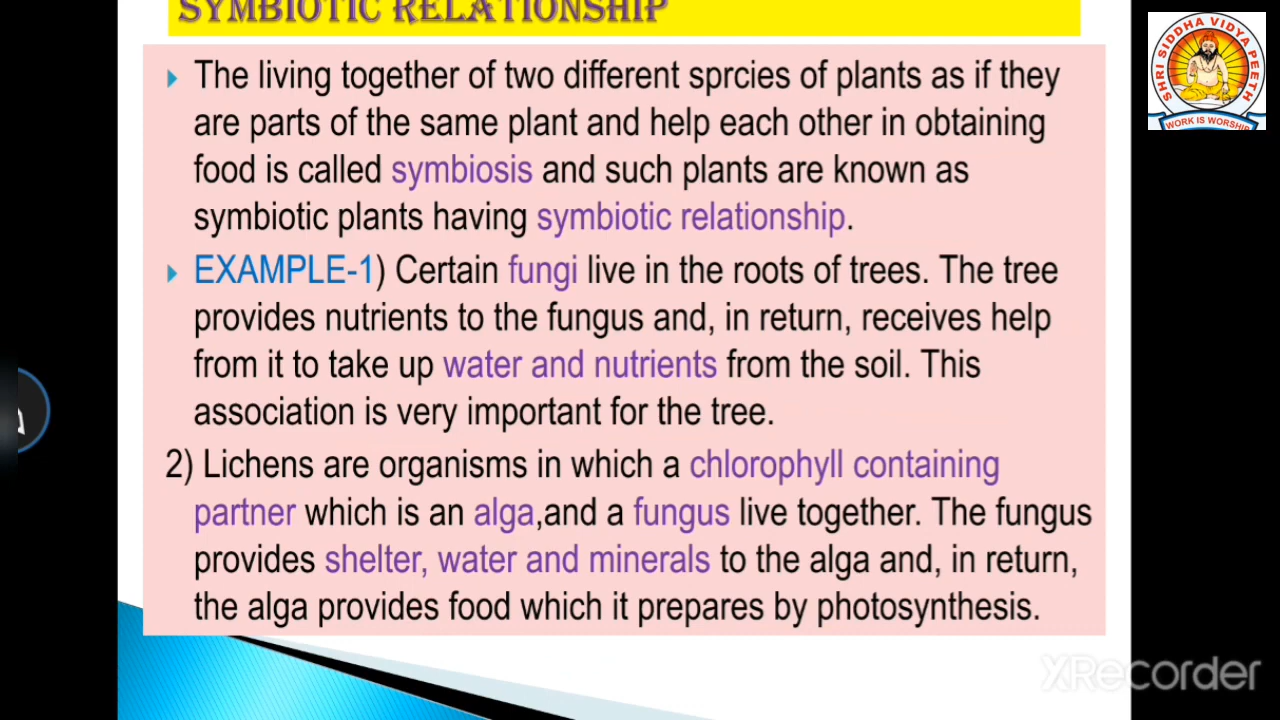 SYMBIOTIC RELATIONSHIP
SHRI SIDDHA VIDYA PEETH
WORK IS WORSHIP
The living together of two different sprcies of plants as if they
are parts of the same plant and help each other in obtaining
food is called symbiosis and such plants are known as
symbiotic plants having symbiotic relationship.
EXAMPLE-1) Certain fungi live in the roots of trees. The tree
provides nutrients to the fungus and, in return, receives help
from it to take up water and nutrients from the soil. This
association is very important for the tree.
2) Lichens are organisms in which a chlorophyll containing
partner which is an alga,and a fungus live together. The fungus
provides shelter, water and minerals to the alga and, in return,
the alga provides food which it prepares by photosynthesis.
XRecorder